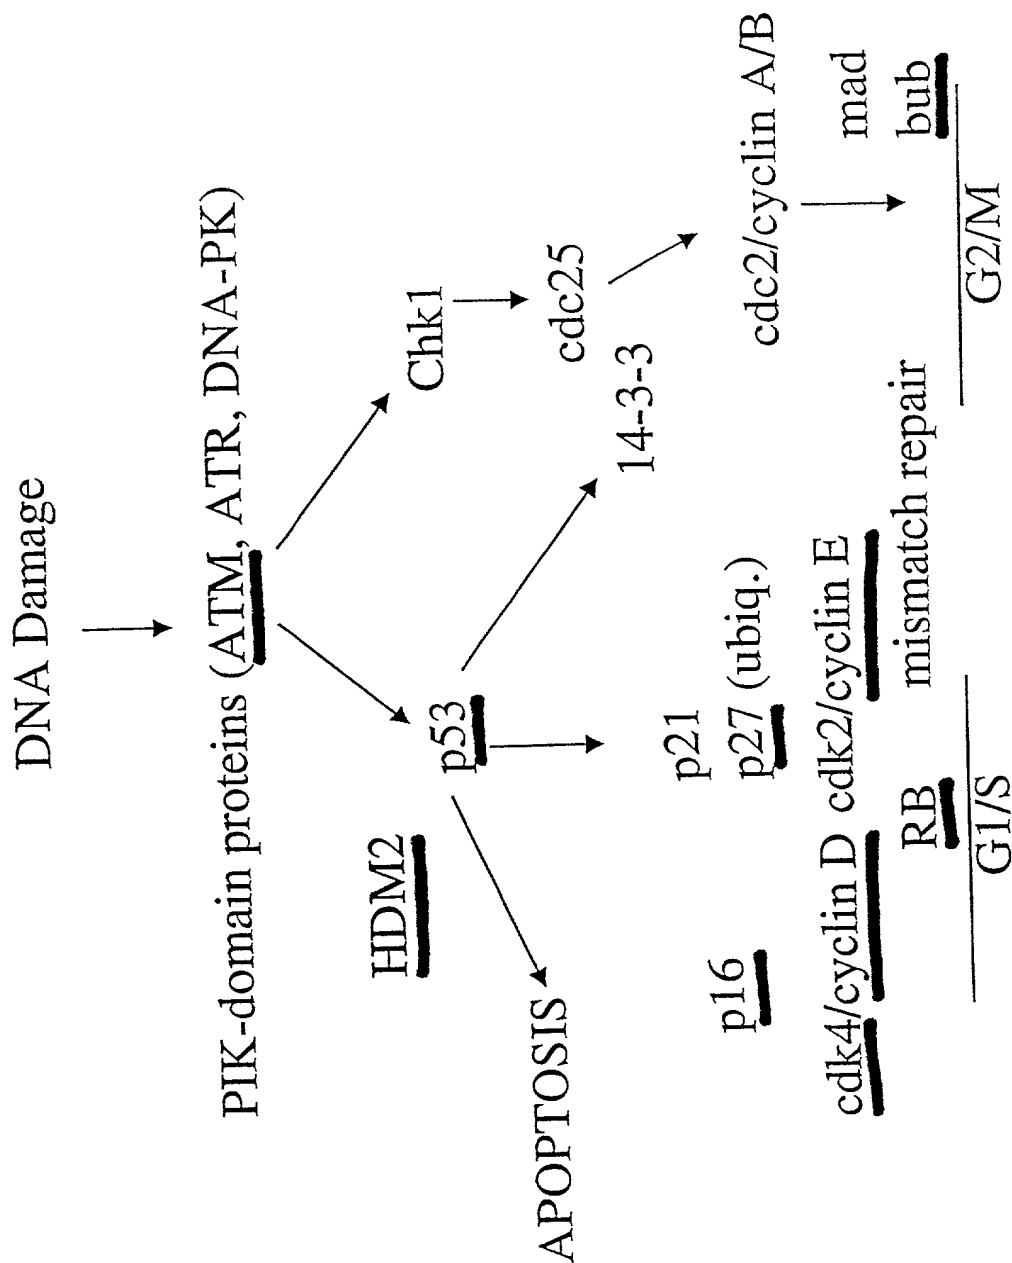 DNA Damage
PIK-domain proteins (ATM, ATR, DNA-PK)
HDM2
Chk1
p53
APOPTOSIS
cdc25
14-3-3
p21
p16
p27 (ubiq.)
cdc2/cyclin A/B
cdk4/cyclin D cdk2/cyclin E
mad
RB
mismatch repair
bub
G1/S
G2/M